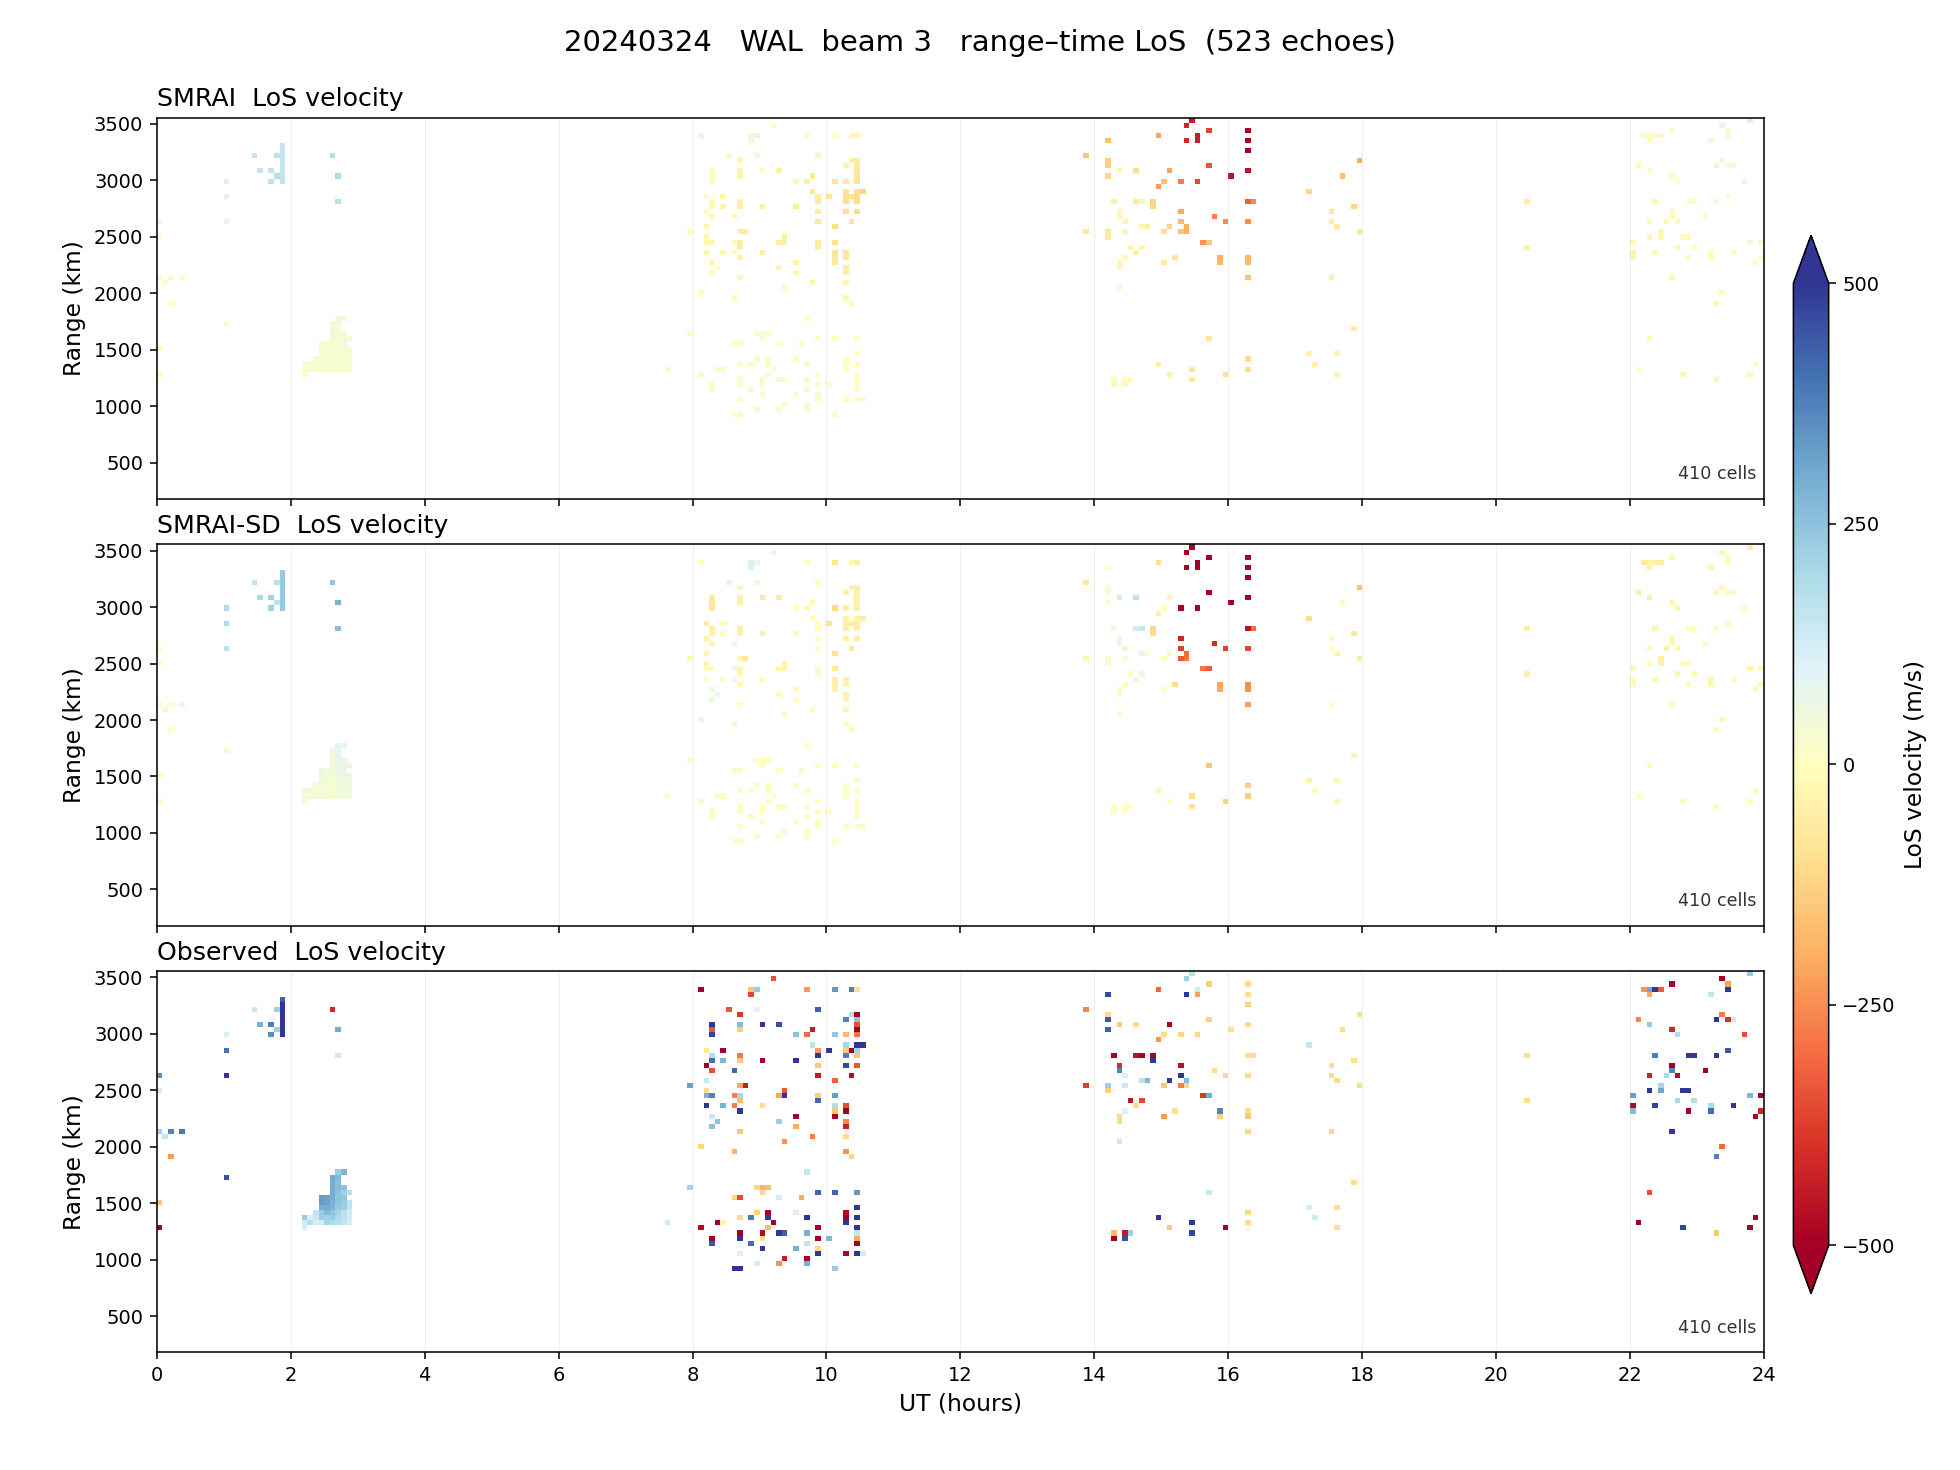 20240324 WAL beam 3 range–time LoS (523 echoes)
SMRAI LoS velocity
3500
3000
2500
2000
1500
1000
500
Range (km)
410 cells
SMRAI-SD LoS velocity
3500
3000
2500
2000
1500
1000
500
Range (km)
410 cells
Observed LoS velocity
3500
3000
2500
2000
1500
1000
500
Range (km)
410 cells
0 2 4 6 8 10 12 14 16 18 20 22 24
UT (hours)
500
250
0
−250
−500
LoS velocity (m/s)